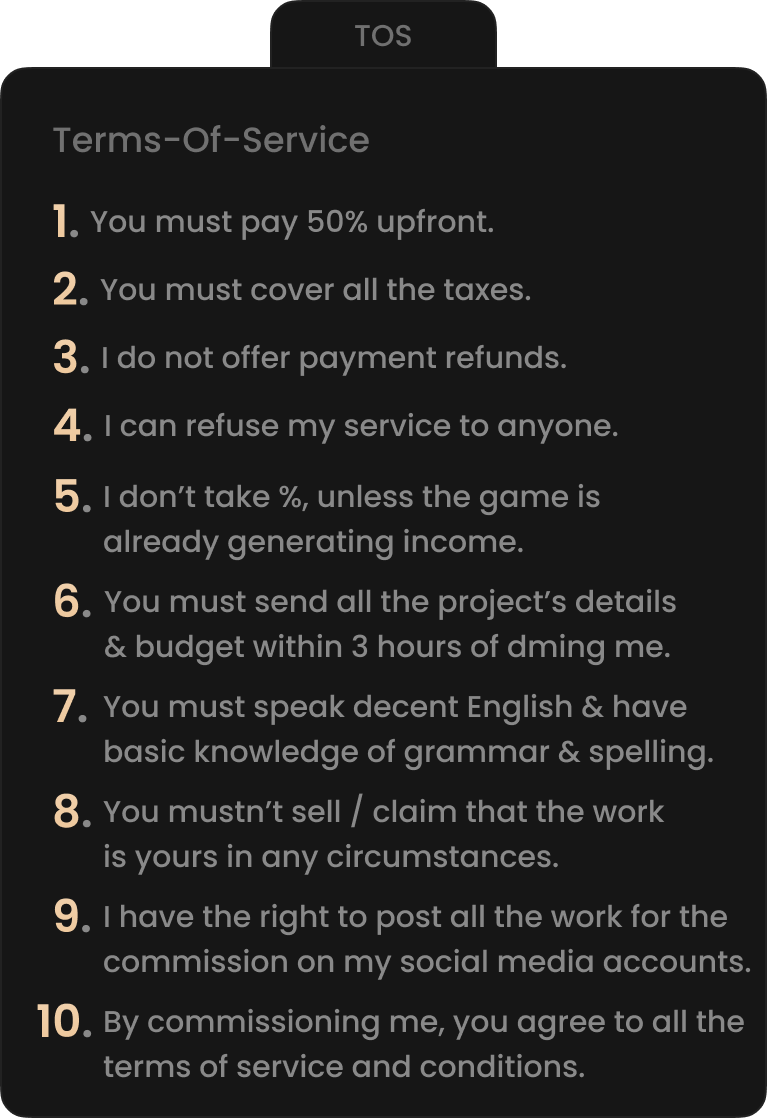 TOS
Terms-Of-Service
1. You must pay 50% upfront.
2. You must cover all the taxes.
3. I do not offer payment refunds.
4. I can refuse my service to anyone.
5. I don’t take %, unless the game is
already generating income.
6. You must send all the project’s details
& budget within 3 hours of dming me.
7. You must speak decent English & have
basic knowledge of grammar & spelling.
8. You mustn’t sell / claim that the work
is yours in any circumstances.
9. I have the right to post all the work for the
commission on my social media accounts.
10. By commissioning me, you agree to all the
terms of service and conditions.